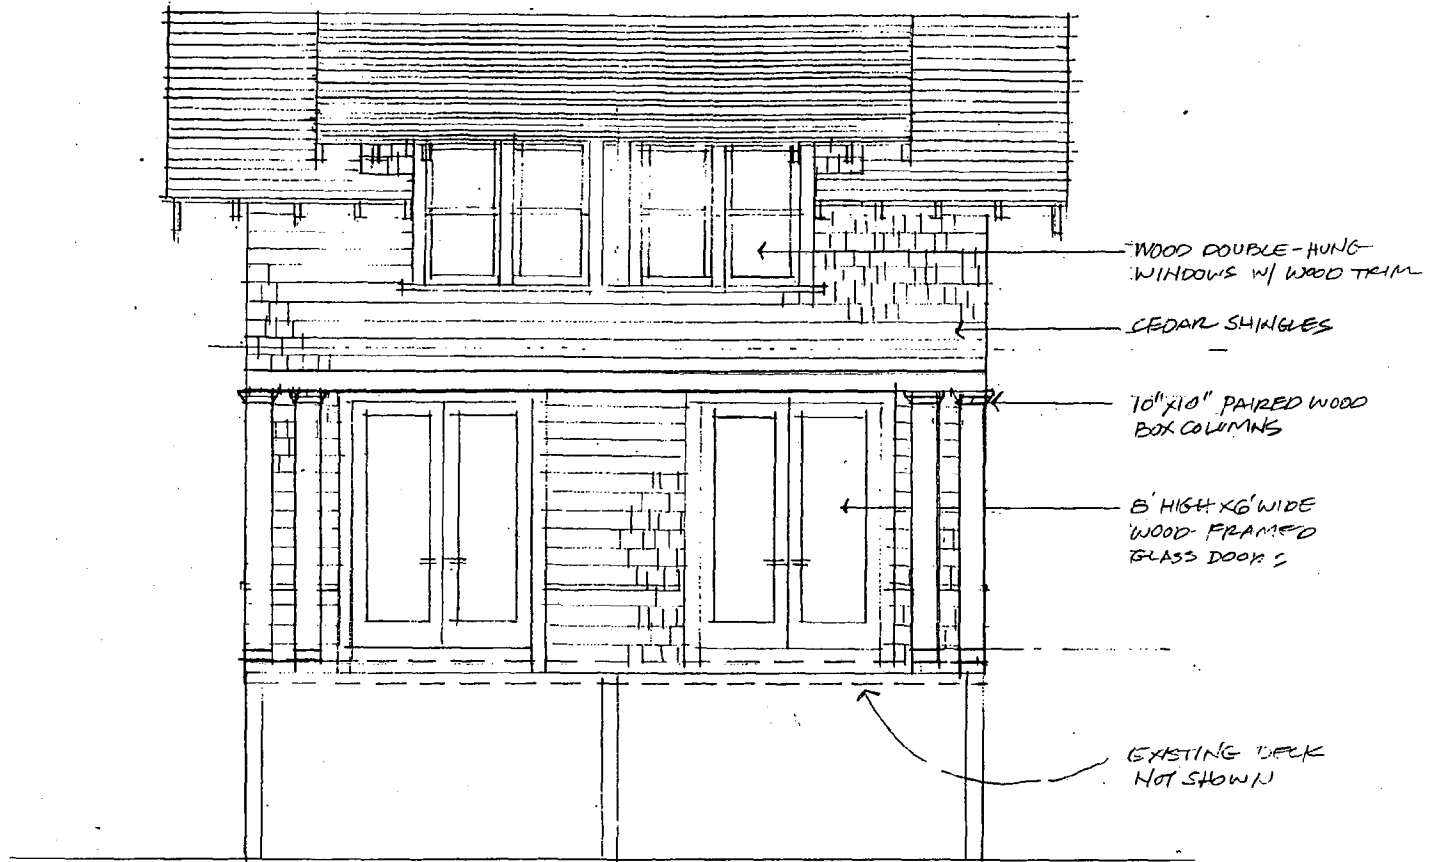 WOOD DOUBLE-HUNG
WINDOWS W/ WOOD TRIM
CEDAR SHINGLES
10"X10" PAIRED WOOD
BOX COLUMNS
8' HIGH X 6' WIDE
WOOD-FRAMED
GLASS DOORS
EXISTING DECK
NOT SHOWN